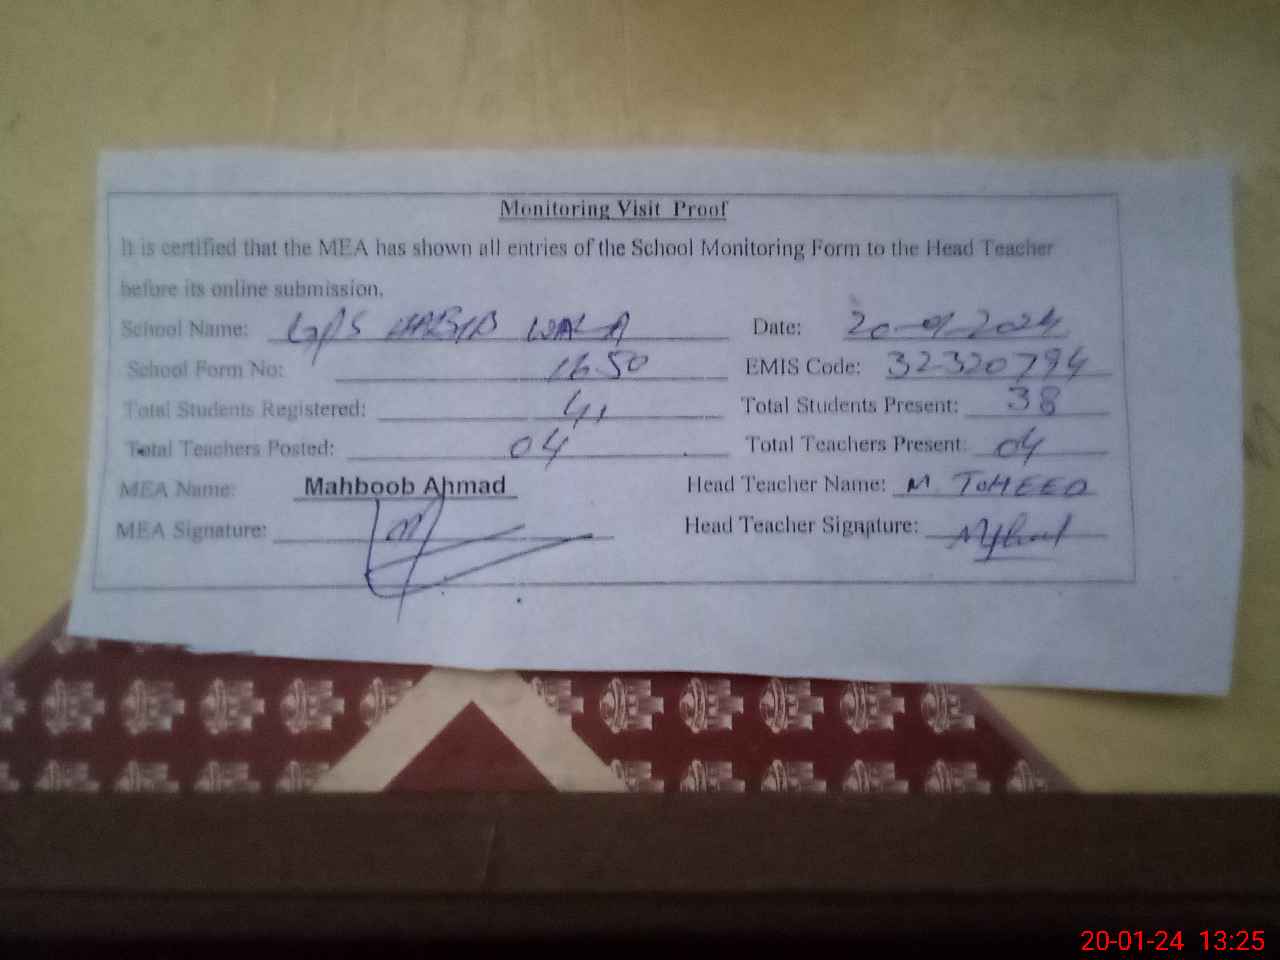 Monitoring Visit Proof
It is certified that the MEA has shown all entries of the School Monitoring Form to the Head Teacher
before its online submission.
School Name: GPS HABIB WALA Date: 20-01-2024
School Form No: 1650 EMIS Code: 32320794
Total Students Registered: 41 Total Students Present: 38
Total Teachers Posted: 04 Total Teachers Present: 04
MEA Name: Mahboob Ahmad Head Teacher Name: M TOHEED
MEA Signature: Head Teacher Signature:
20-01-24 13:25